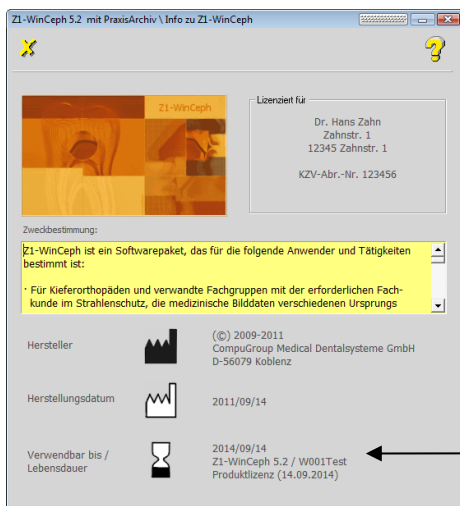 Z1-WinCeph 5.2 mit PraxisArchiv \ Info zu Z1-WinCeph
Z1-WinCeph
Lizenziert für
Dr. Hans Zahn
Zahnstr. 1
12345 Zahnstr. 1
KZV-Abr.-Nr. 123456
Zweckbestimmung:
Z1-WinCeph ist ein Softwarepaket, das für die folgende Anwender und Tätigkeiten
bestimmt ist:
· Für Kieferorthopäden und verwandte Fachgruppen mit der erforderlichen Fach-
kunde im Strahlenschutz, die medizinische Bilddaten verschiedenen Ursprungs
Hersteller
(©) 2009-2011
CompuGroup Medical Dentalsysteme GmbH
D-56079 Koblenz
Herstellungsdatum
2011/09/14
Verwendbar bis /
Lebensdauer
2014/09/14
Z1-WinCeph 5.2 / W001Test
Produktlizenz (14.09.2014)